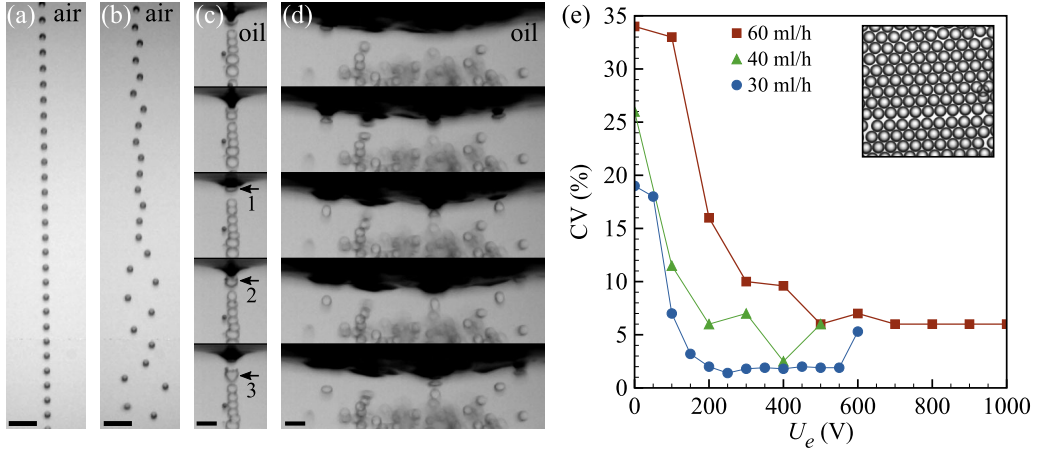 (a) air
(b) air
(c)
oil
(d)
oil
1
2
3
(e)
35
30
25
20
15
10
5
0
CV (%)
60 ml/h
40 ml/h
30 ml/h
0 200 400 600 800 1000
U_e (V)